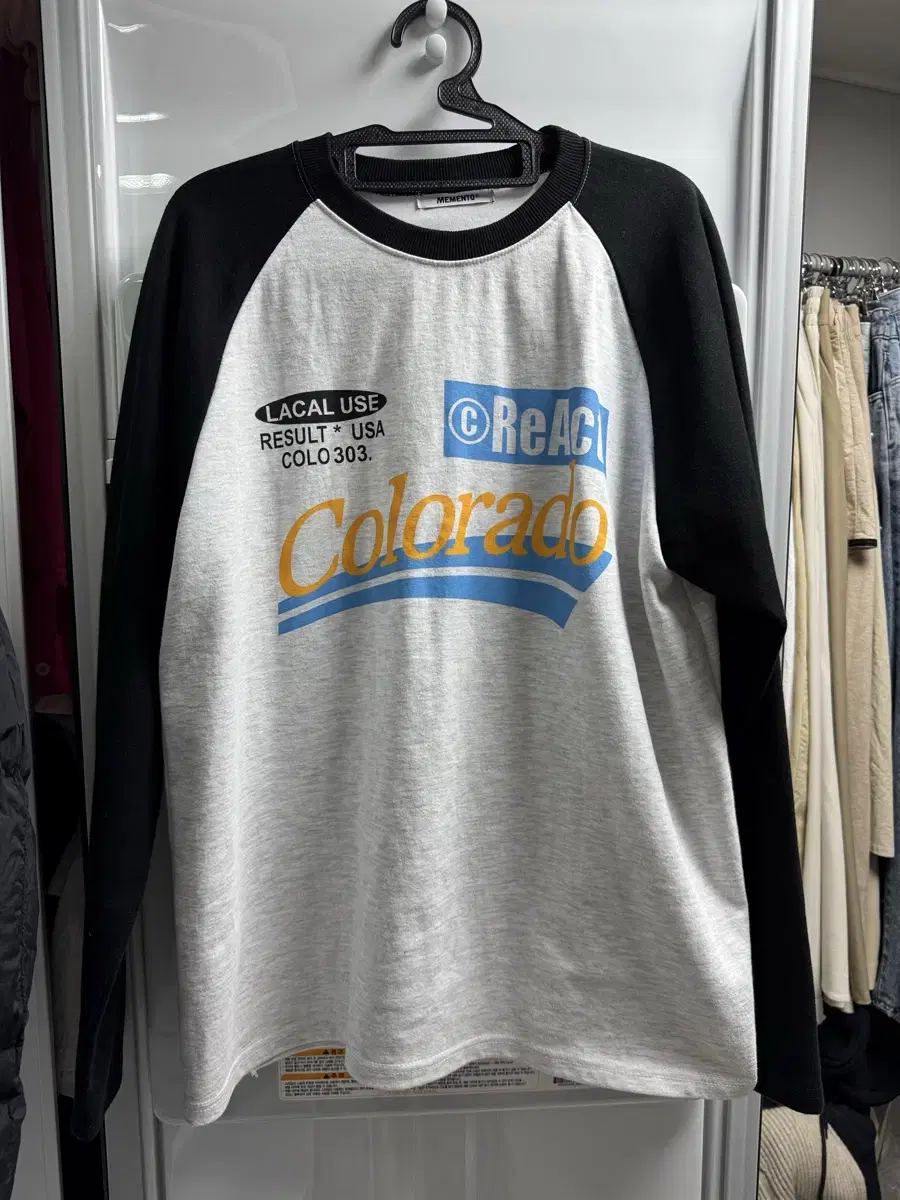 MEMENTO
LACAL USE
RESULT * USA
COLO 303.
©ReAct
Colorado